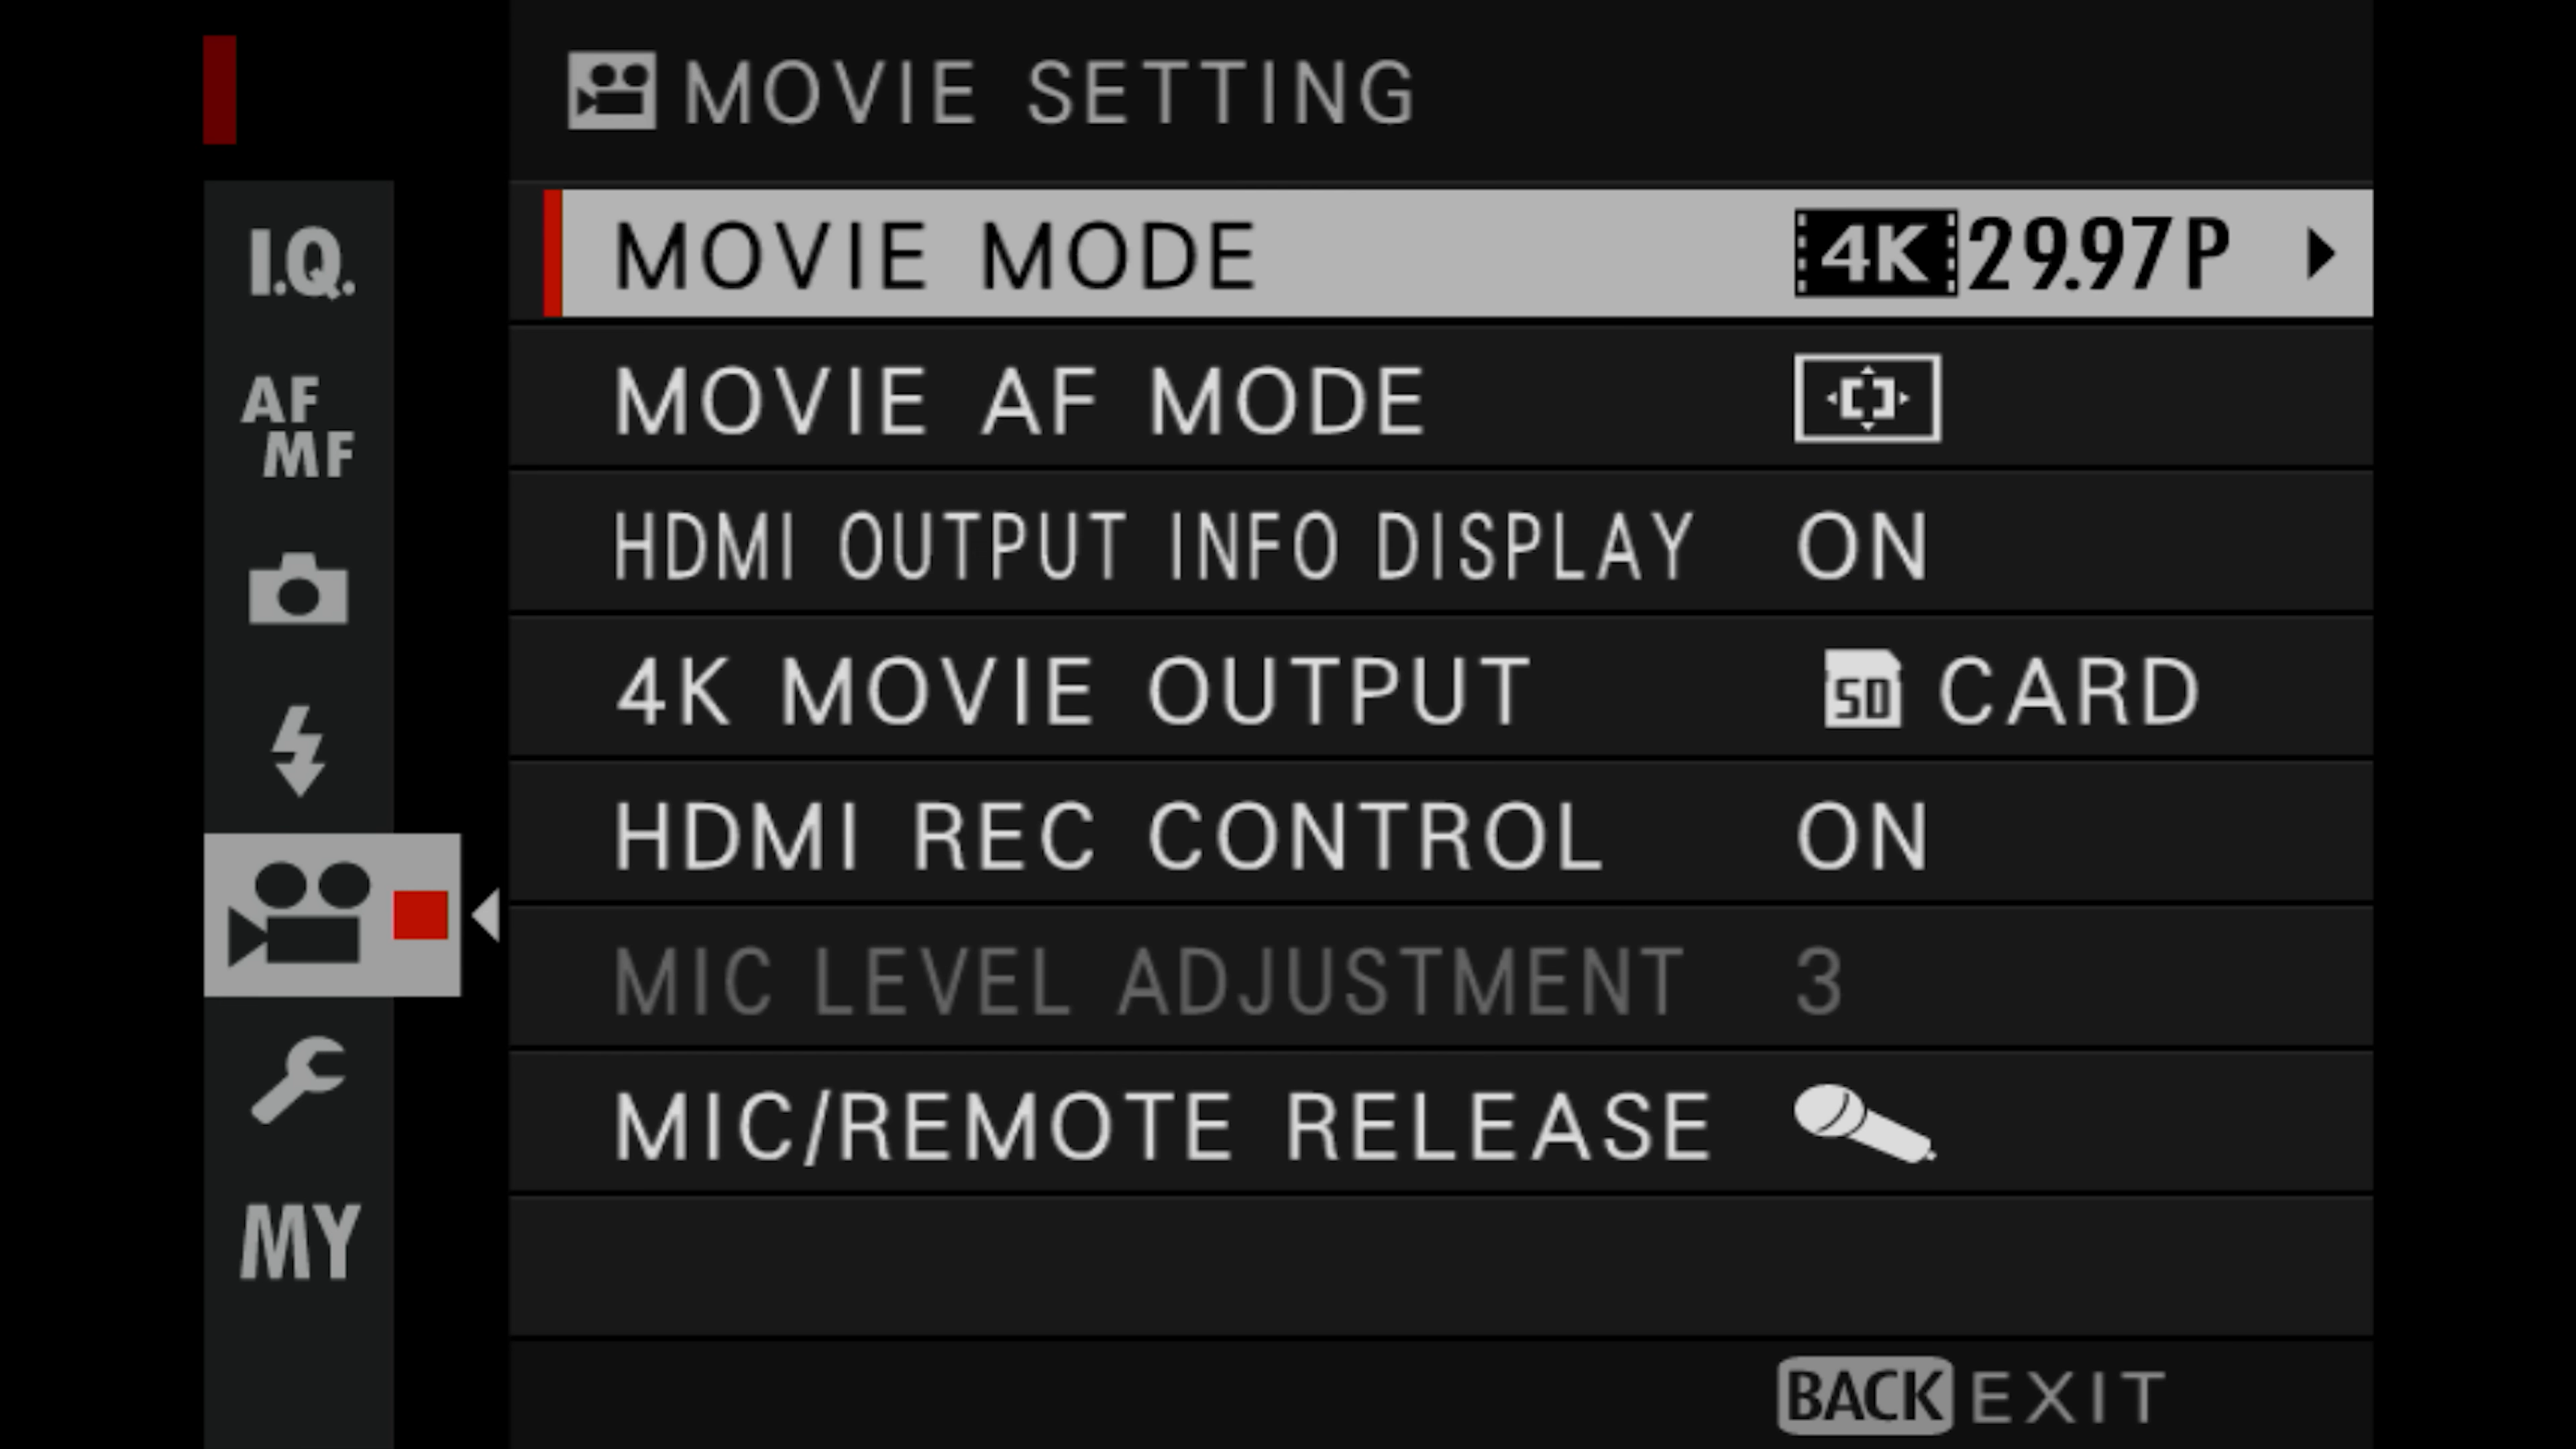 MOVIE SETTING
I.Q.
AF
MF
MY
MOVIE MODE 4K 29.97P
MOVIE AF MODE
HDMI OUTPUT INFO DISPLAY ON
4K MOVIE OUTPUT SD CARD
HDMI REC CONTROL ON
MIC LEVEL ADJUSTMENT 3
MIC/REMOTE RELEASE
BACK EXIT